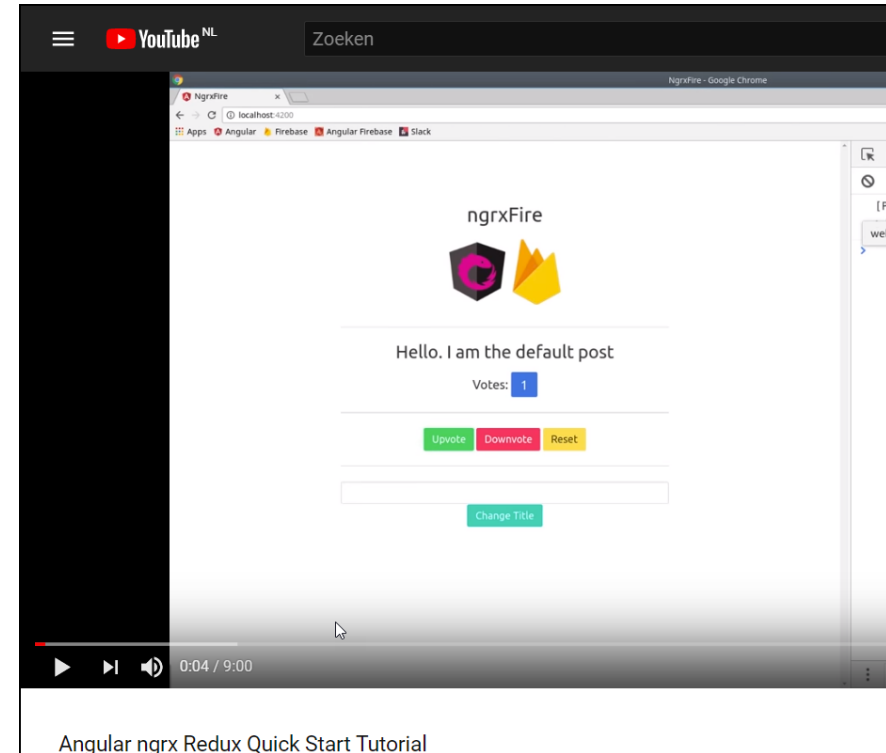 YouTube NL
Zoeken
NgrxFire - Google Chrome
NgrxFire x
localhost:4200
Apps Angular Firebase Angular Firebase Slack
ngrxFire
Hello. I am the default post
Votes: 1
Upvote Downvote Reset
Change Title
0:04 / 9:00
Angular ngrx Redux Quick Start Tutorial